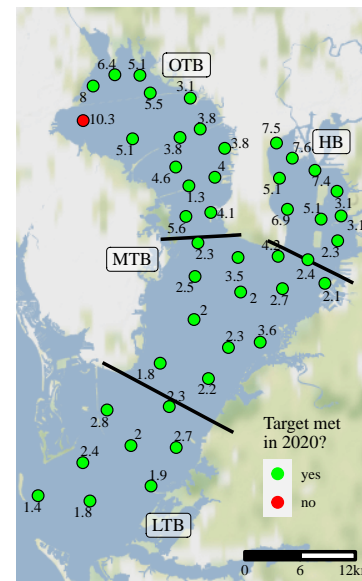 6.4 5.1 OTB
8 5.5 3.1
10.3 3.8 7.5 HB
5.1 3.8 3.8 7.6
4.6 4 5.1 7.4
1.3 3.1
5.6 4.1 6.9 5.1 3.1
MTB 2.3 4.2 2.3
3.5 2.4
2.5 2 2.7 2.1
2
2.3 3.6
1.8
2.2
2.3
2.8
2 2.7
2.4
1.9
1.4 1.8
LTB
Target met
in 2020?
yes
no
0 6 12k